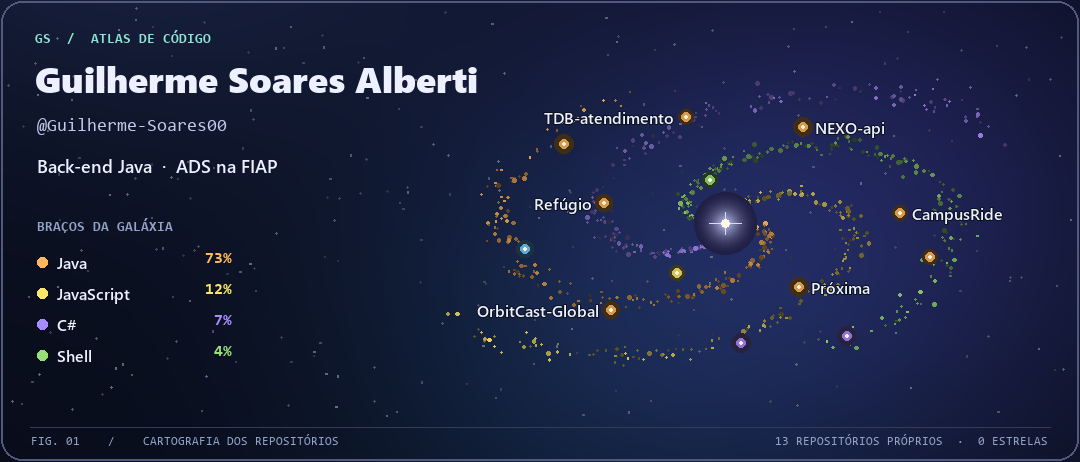 GS · / ATLAS DE CÓDIGO
Guilherme Soares Alberti
@Guilherme-Soares00
Back-end Java · ADS na FIAP
BRAÇOS DA GALÁXIA
Java 73%
JavaScript 12%
C# 7%
Shell 4%
TDB-atendimento
NEXO-api
Refúgio
CampusRide
Próxima
OrbitCast-Global
FIG. 01 / CARTOGRAFIA DOS REPOSITÓRIOS
13 REPOSITÓRIOS PRÓPRIOS · 0 ESTRELAS